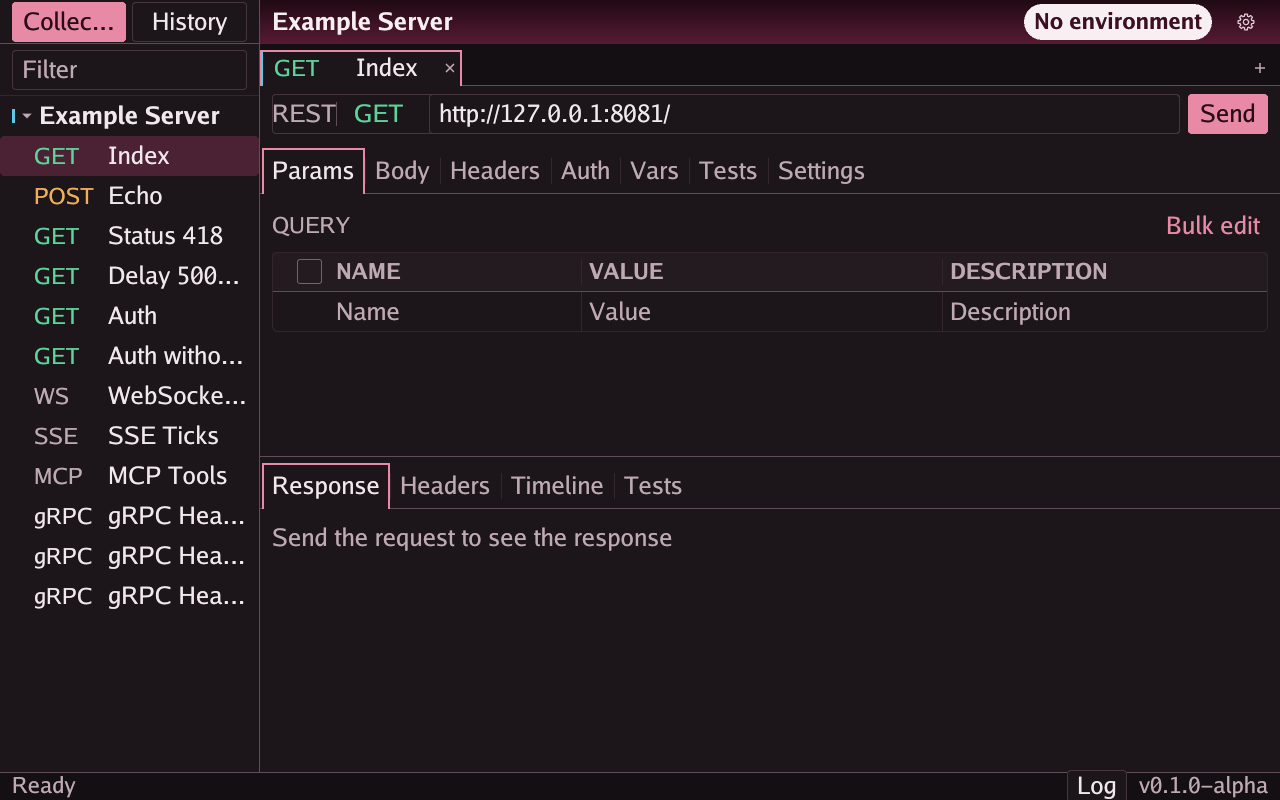 Collec... History
Example Server No environment
GET Index ×
+
Filter
REST GET http://127.0.0.1:8081/ Send
Example Server
GET Index
POST Echo
GET Status 418
GET Delay 500...
GET Auth
GET Auth witho...
WS WebSocke...
SSE SSE Ticks
MCP MCP Tools
gRPC gRPC Hea...
gRPC gRPC Hea...
gRPC gRPC Hea...
Params Body Headers Auth Vars Tests Settings
QUERY Bulk edit
NAME VALUE DESCRIPTION
Name Value Description
Response Headers Timeline Tests
Send the request to see the response
Ready Log v0.1.0-alpha